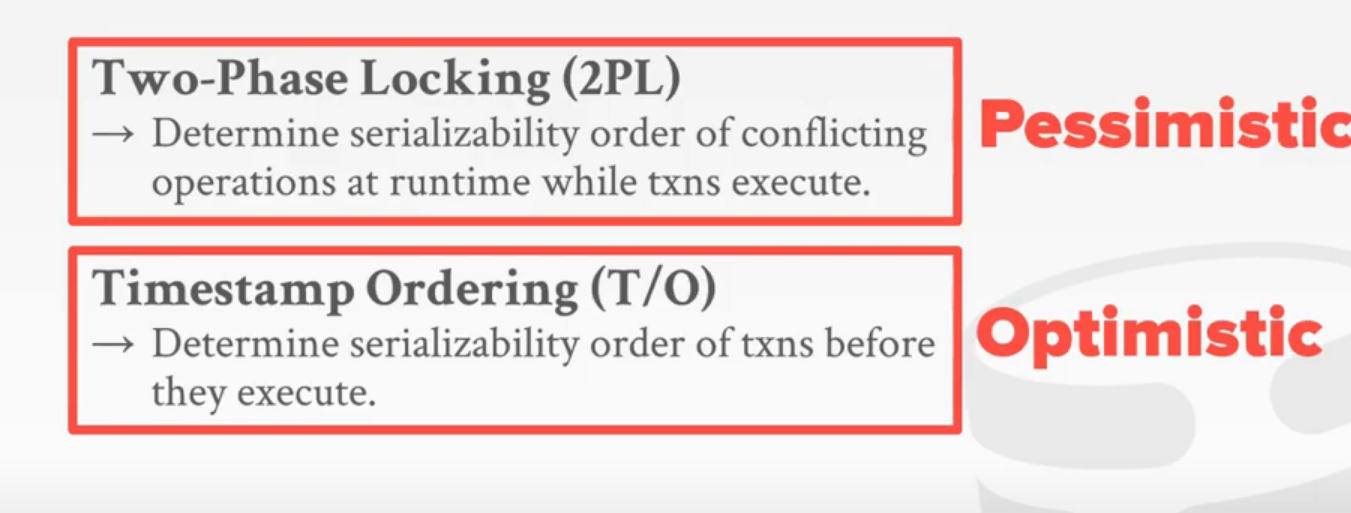 Two-Phase Locking (2PL)
→ Determine serializability order of conflicting
operations at runtime while txns execute.
Pessimistic
Timestamp Ordering (T/O)
→ Determine serializability order of txns before
they execute.
Optimistic